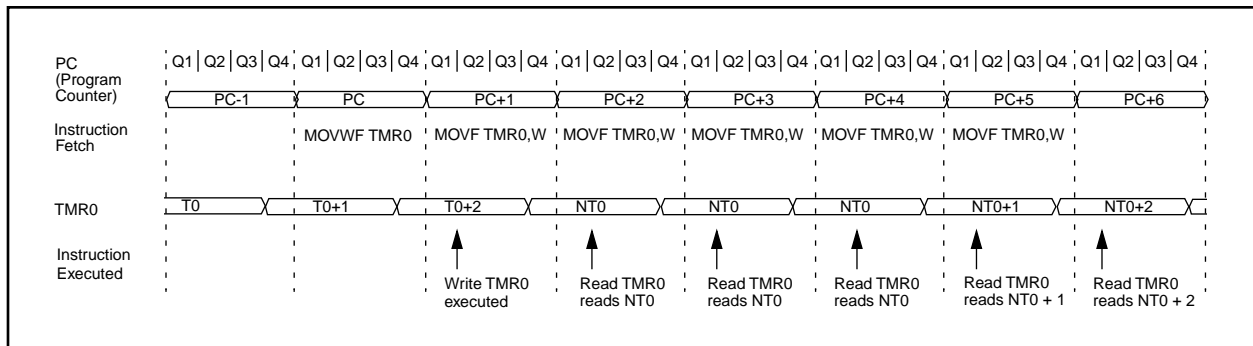 PC
(Program
Counter)
Q1 Q2 Q3 Q4 Q1 Q2 Q3 Q4 Q1 Q2 Q3 Q4 Q1 Q2 Q3 Q4 Q1 Q2 Q3 Q4 Q1 Q2 Q3 Q4 Q1 Q2 Q3 Q4 Q1 Q2 Q3 Q4
PC-1 PC PC+1 PC+2 PC+3 PC+4 PC+5 PC+6
Instruction
Fetch
MOVWF TMR0 MOVF TMR0,W MOVF TMR0,W MOVF TMR0,W MOVF TMR0,W MOVF TMR0,W
TMR0
T0 T0+1 T0+2 NT0 NT0 NT0 NT0+1 NT0+2
Instruction
Executed
Write TMR0
executed
Read TMR0
reads NT0
Read TMR0
reads NT0
Read TMR0
reads NT0
Read TMR0
reads NT0 + 1
Read TMR0
reads NT0 + 2